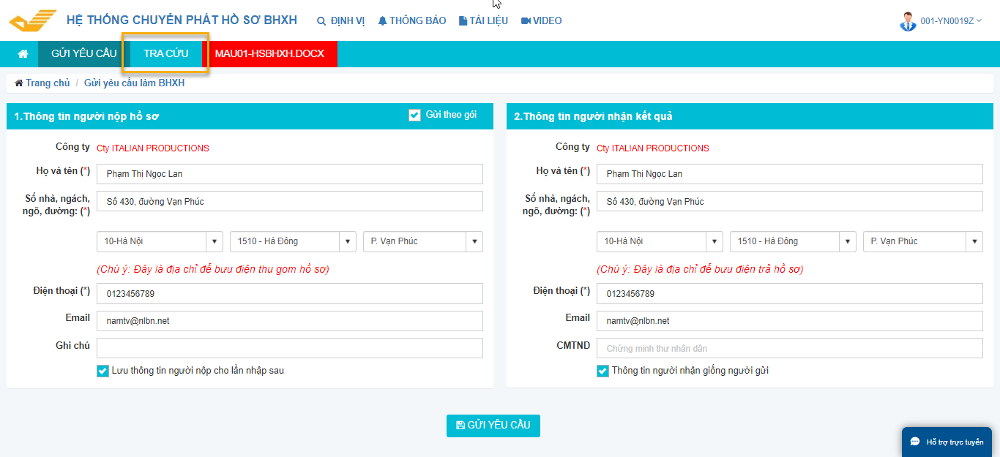 HỆ THỐNG CHUYỂN PHÁT HỒ SƠ BHXH ĐỊNH VỊ THÔNG BÁO TÀI LIỆU VIDEO 001-YN0019Z
GỬI YÊU CẦU TRA CỨU MAU01-HSBHXH.DOCX
Trang chủ / Gửi yêu cầu làm BHXH
1.Thông tin người nộp hồ sơ Gửi theo gói
Công ty Cty ITALIAN PRODUCTIONS
Họ và tên (*) Phạm Thị Ngọc Lan
Số nhà, ngách, Số 430, đường Vạn Phúc
ngõ, đường: (*)
10-Hà Nội 1510 - Hà Đông P. Vạn Phúc
(Chú ý: Đây là địa chỉ để bưu điện thu gom hồ sơ)
Điện thoại (*) 0123456789
Email namtv@nlbn.net
Ghi chú
Lưu thông tin người nộp cho lần nhập sau
2.Thông tin người nhận kết quả
Công ty Cty ITALIAN PRODUCTIONS
Họ và tên (*) Phạm Thị Ngọc Lan
Số nhà, ngách, Số 430, đường Vạn Phúc
ngõ, đường: (*)
10-Hà Nội 1510 - Hà Đông P. Vạn Phúc
(Chú ý: Đây là địa chỉ để bưu điện trả hồ sơ)
Điện thoại (*) 0123456789
Email namtv@nlbn.net
CMTND Chứng minh thư nhân dân
Thông tin người nhận giống người gửi
GỬI YÊU CẦU
Hỗ trợ trực tuyến